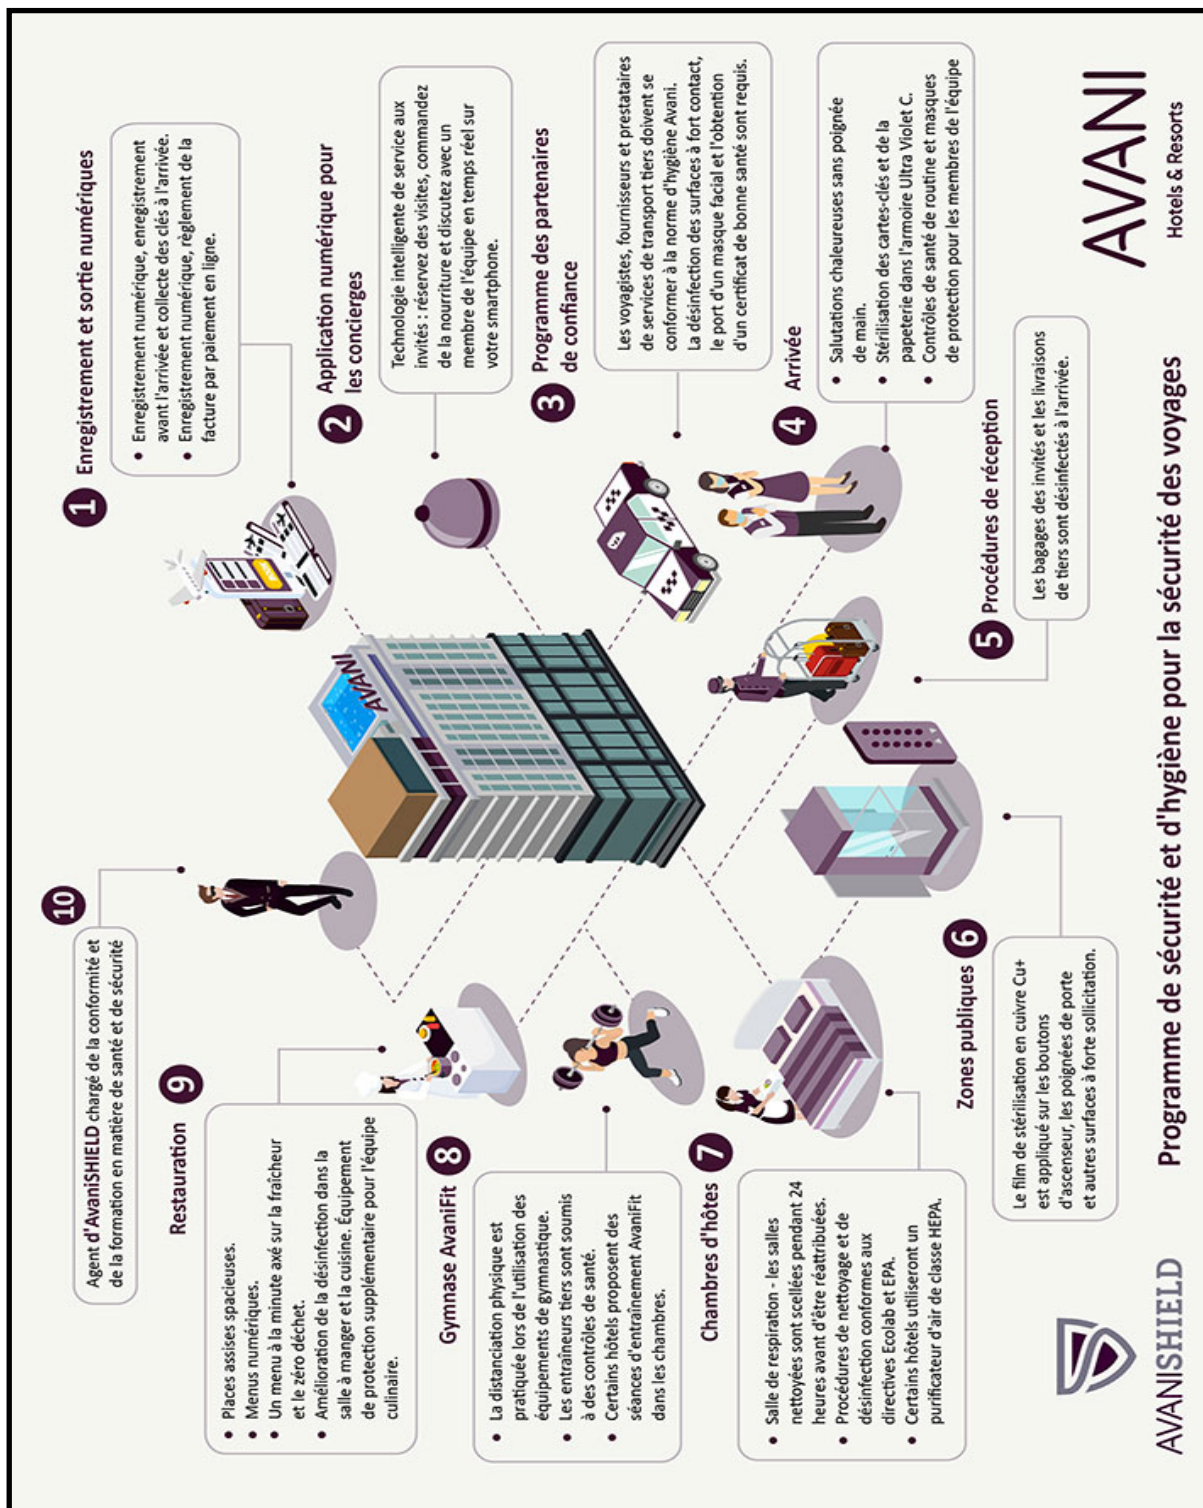 1
Enregistrement et sortie numériques
• Enregistrement numérique, enregistrement
avant l'arrivée et collecte des clés à l'arrivée.
• Enregistrement numérique, règlement de la
facture par paiement en ligne.
2
Application numérique pour
les concierges
Technologie intelligente de service aux
invités : réservez des visites, commandez
de la nourriture et discutez avec un
membre de l'équipe en temps réel sur
votre smartphone.
3
Programme des partenaires
de confiance
Les voyagistes, fournisseurs et prestataires
de services de transport tiers doivent se
conformer à la norme d'hygiène Avani.
La désinfection des surfaces à fort contact,
le port d'un masque facial et l'obtention
d'un certificat de bonne santé sont requis.
4
Arrivée
• Salutations chaleureuses sans poignée
de main.
• Stérilisation des cartes-clés et de la
papeterie dans l'armoire Ultra Violet C.
• Contrôles de santé de routine et masques
de protection pour les membres de l'équipe
5
Procédures de réception
Les bagages des invités et les livraisons
de tiers sont désinfectés à l'arrivée.
6
Zones publiques
Le film de stérilisation en cuivre Cu+
est appliqué sur les boutons
d'ascenseur, les poignées de porte
et autres surfaces à forte sollicitation.
7
Chambres d'hôtes
• Salle de respiration - les salles
nettoyées sont scellées pendant 24
heures avant d'être réattribuées.
• Procédures de nettoyage et de
désinfection conformes aux
directives Ecolab et EPA.
• Certains hôtels utiliseront un
purificateur d'air de classe HEPA.
8
Gymnase AvaniFit
• La distanciation physique est
pratiquée lors de l'utilisation des
équipements de gymnastique.
• Les entraîneurs tiers sont soumis
à des contrôles de santé.
• Certains hôtels proposent des
séances d'entraînement AvaniFit
dans les chambres.
9
Restauration
• Places assises spacieuses.
• Menus numériques.
• Un menu à la minute axé sur la fraîcheur
et le zéro déchet.
• Amélioration de la désinfection dans la
salle à manger et la cuisine. Équipement
de protection supplémentaire pour l'équipe
culinaire.
10
Agent d'AvaniSHIELD chargé de la conformité et
de la formation en matière de santé et de sécurité
AVANI
AVANISHIELD
Programme de sécurité et d'hygiène pour la sécurité des voyages
AVANI
Hotels & Resorts